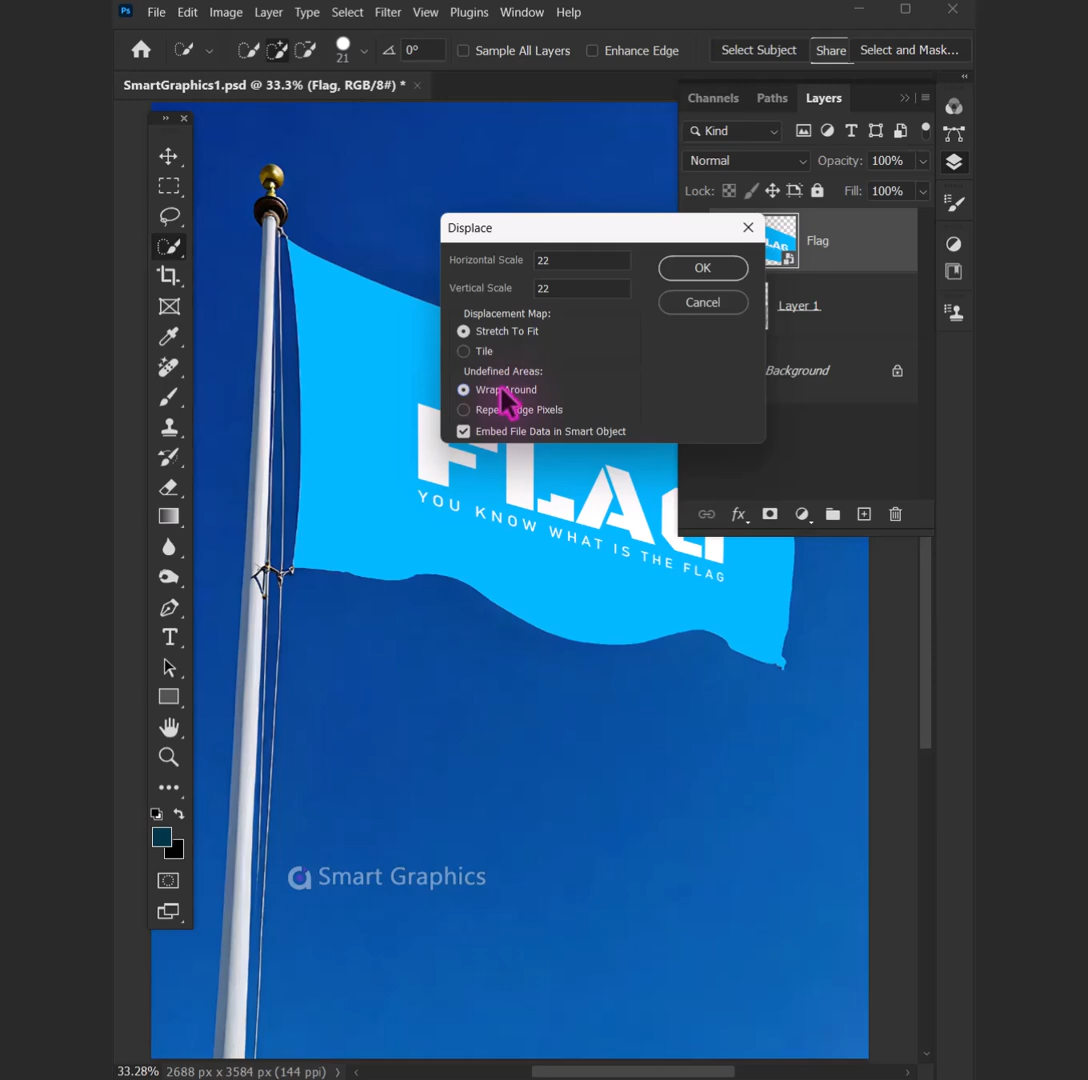 Ps File Edit Image Layer Type Select Filter View Plugins Window Help
21 0° Sample All Layers Enhance Edge Select Subject Share Select and Mask...
SmartGraphics1.psd @ 33.3% (Flag, RGB/8#) *
Channels Paths Layers
Kind
Normal Opacity: 100%
Lock: Fill: 100%
Flag
Layer 1
Background
Displace
Horizontal Scale 22
Vertical Scale 22
OK
Cancel
Displacement Map:
Stretch To Fit
Tile
Undefined Areas:
Wrap Around
Repeat Edge Pixels
Embed File Data in Smart Object
FLAG
YOU KNOW WHAT IS THE FLAG
Smart Graphics
33.28% 2688 px x 3584 px (144 ppi)